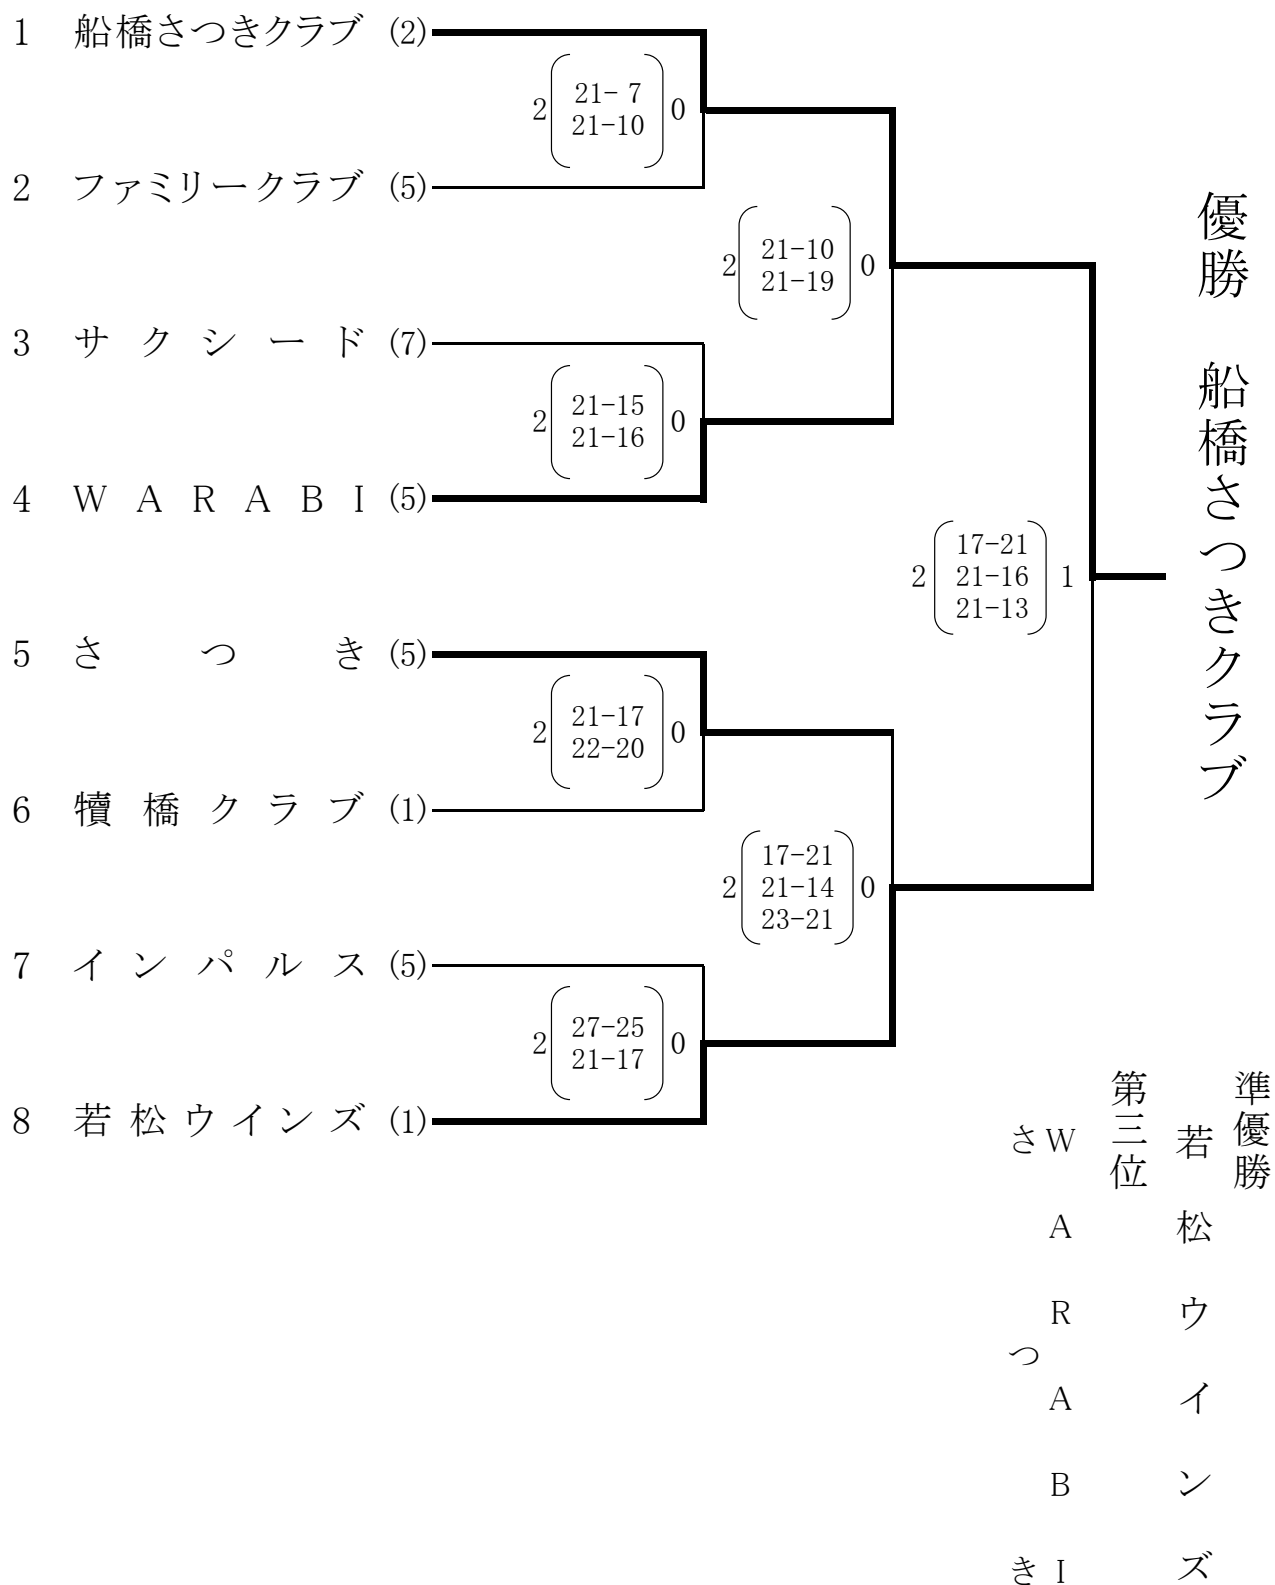 1 船橋さつきクラブ (2)
2 ( 21- 7 ) 0
21-10
2 ファミリークラブ (5)
2 ( 21-10 ) 0
21-19
3 サクシード (7)
2 ( 21-15 ) 0
21-16
4 WARABI (5)
2 ( 17-21 ) 1
21-16
21-13
5 さつき (5)
2 ( 21-17 ) 0
22-20
6 犢橋クラブ (1)
2 ( 17-21 ) 0
21-14
23-21
7 インパルス (5)
2 ( 27-25 ) 0
21-17
8 若松ウインズ (1)
優勝 船橋さつきクラブ
準優勝
若松ウインズ
第三位
WARABI
さつき